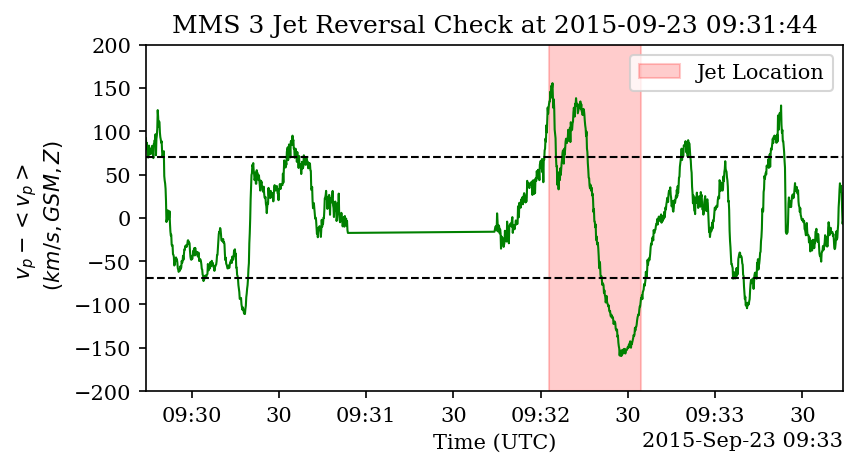 MMS 3 Jet Reversal Check at 2015-09-23 09:31:44
200
150
100
50
0
−50
−100
−150
−200
v_p − <v_p>
(km/s, GSM, Z)
Jet Location
09:30 30 09:31 30 09:32 30 09:33 30
Time (UTC)
2015-Sep-23 09:33